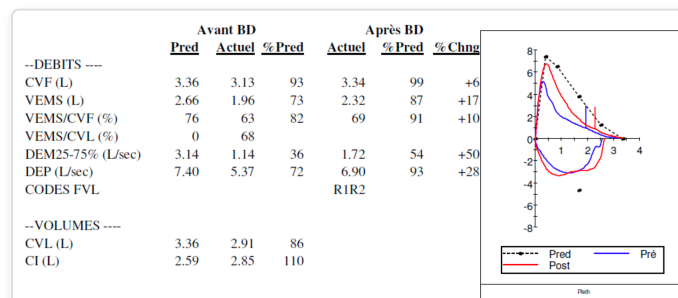 Avant BD Après BD
Pred Actuel %Pred Actuel %Pred %Chng
--DEBITS ----
CVF (L) 3.36 3.13 93 3.34 99 +6
VEMS (L) 2.66 1.96 73 2.32 87 +17
VEMS/CVF (%) 76 63 82 69 91 +10
VEMS/CVL (%) 0 68
DEM25-75% (L/sec) 3.14 1.14 36 1.72 54 +50
DEP (L/sec) 7.40 5.37 72 6.90 93 +28
CODES FVL R1R2
--VOLUMES ----
CVL (L) 3.36 2.91 86
CI (L) 2.59 2.85 110
8
6
4
2
0
1 2 3 4
-2
-4
-6
-8
Pred Pré
Post
Pleth